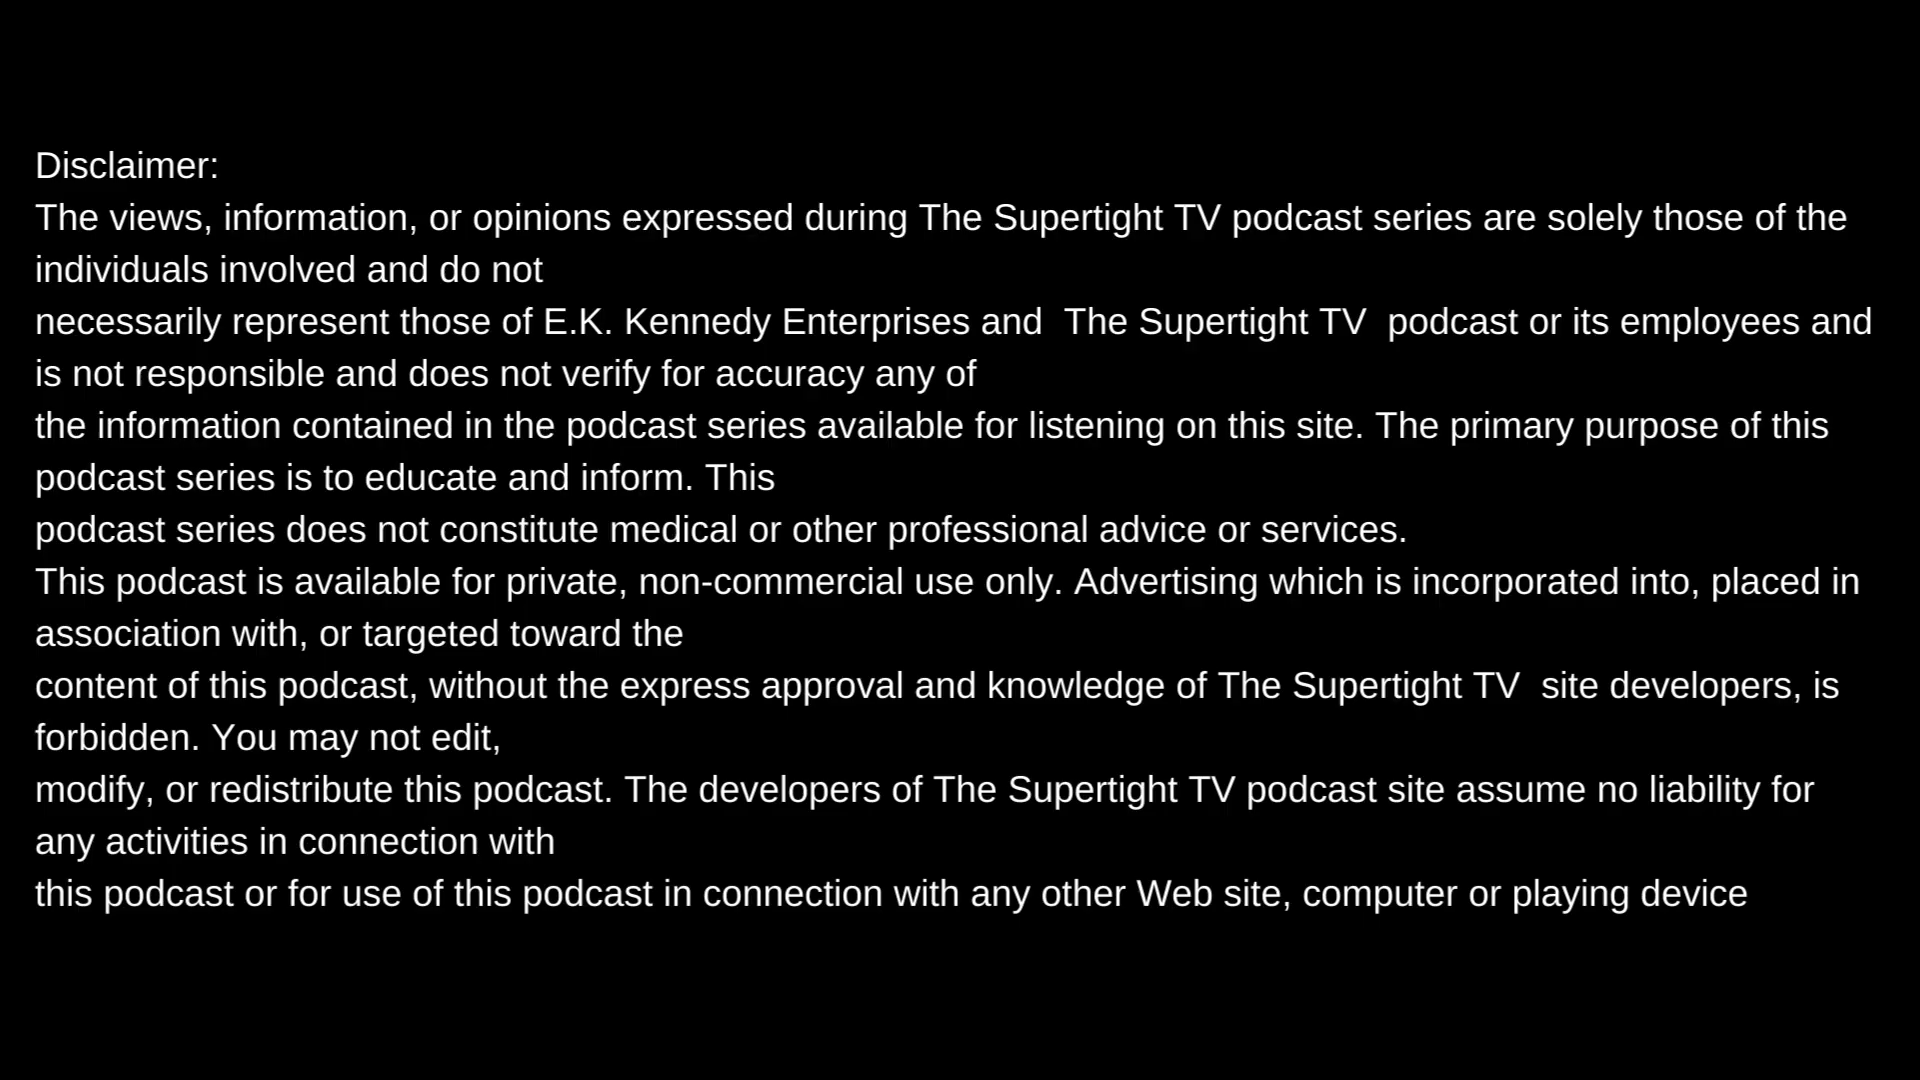 Disclaimer:
The views, information, or opinions expressed during The Supertight TV podcast series are solely those of the
individuals involved and do not
necessarily represent those of E.K. Kennedy Enterprises and  The Supertight TV  podcast or its employees and
is not responsible and does not verify for accuracy any of
the information contained in the podcast series available for listening on this site. The primary purpose of this
podcast series is to educate and inform. This
podcast series does not constitute medical or other professional advice or services.
This podcast is available for private, non-commercial use only. Advertising which is incorporated into, placed in
association with, or targeted toward the
content of this podcast, without the express approval and knowledge of The Supertight TV  site developers, is
forbidden. You may not edit,
modify, or redistribute this podcast. The developers of The Supertight TV podcast site assume no liability for
any activities in connection with
this podcast or for use of this podcast in connection with any other Web site, computer or playing device